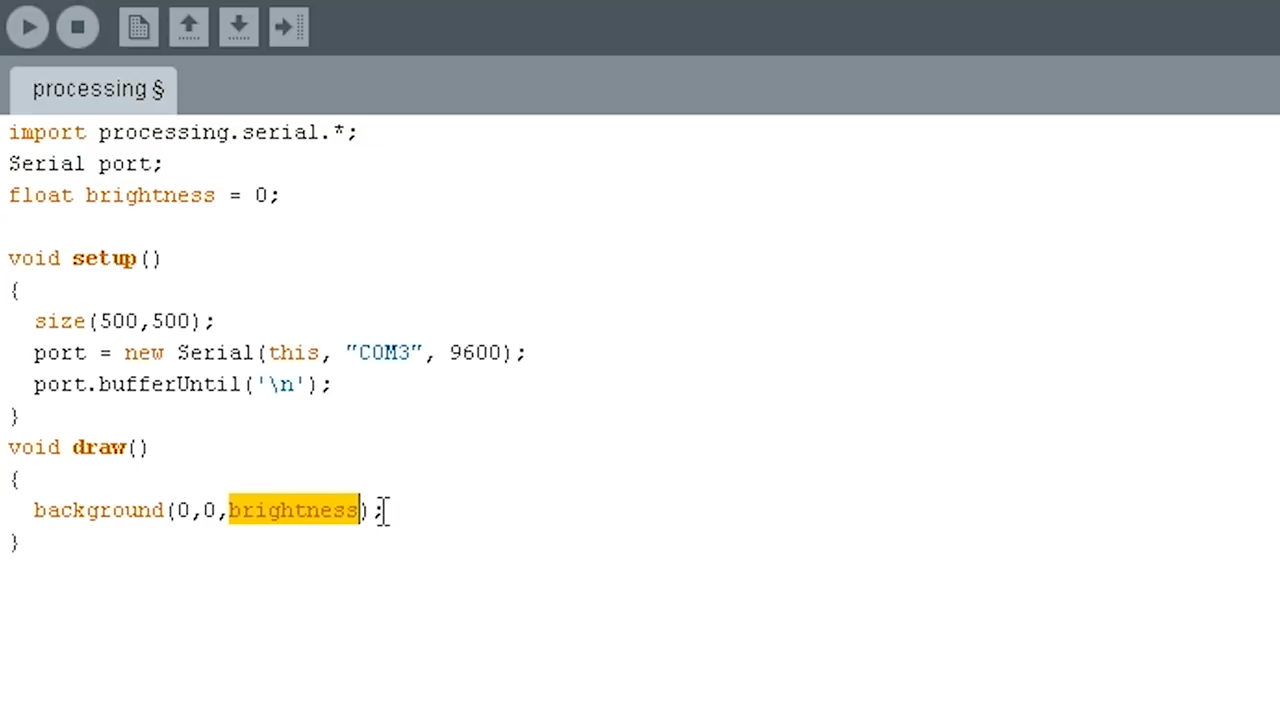 processing §
import processing.serial.*;
Serial port;
float brightness = 0;
void setup()
{
size(500,500);
port = new Serial(this, "COM3", 9600);
port.bufferUntil('\n');
}
void draw()
{
background(0,0,brightness);
}